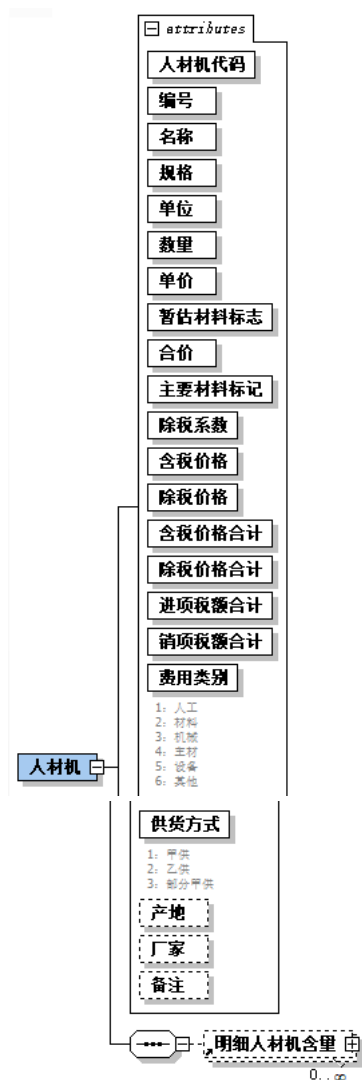 attributes
人材机代码
编号
名称
规格
单位
数量
单价
暂估材料标志
合价
主要材料标记
除税系数
含税价格
除税价格
含税价格合计
除税价格合计
进项税额合计
销项税额合计
费用类别
1：人工
2：材料
3：机械
4：主材
5：设备
6：其他
人材机
供货方式
1：甲供
2：乙供
3：部分甲供
产地
厂家
备注
明细人材机含量
0..∞